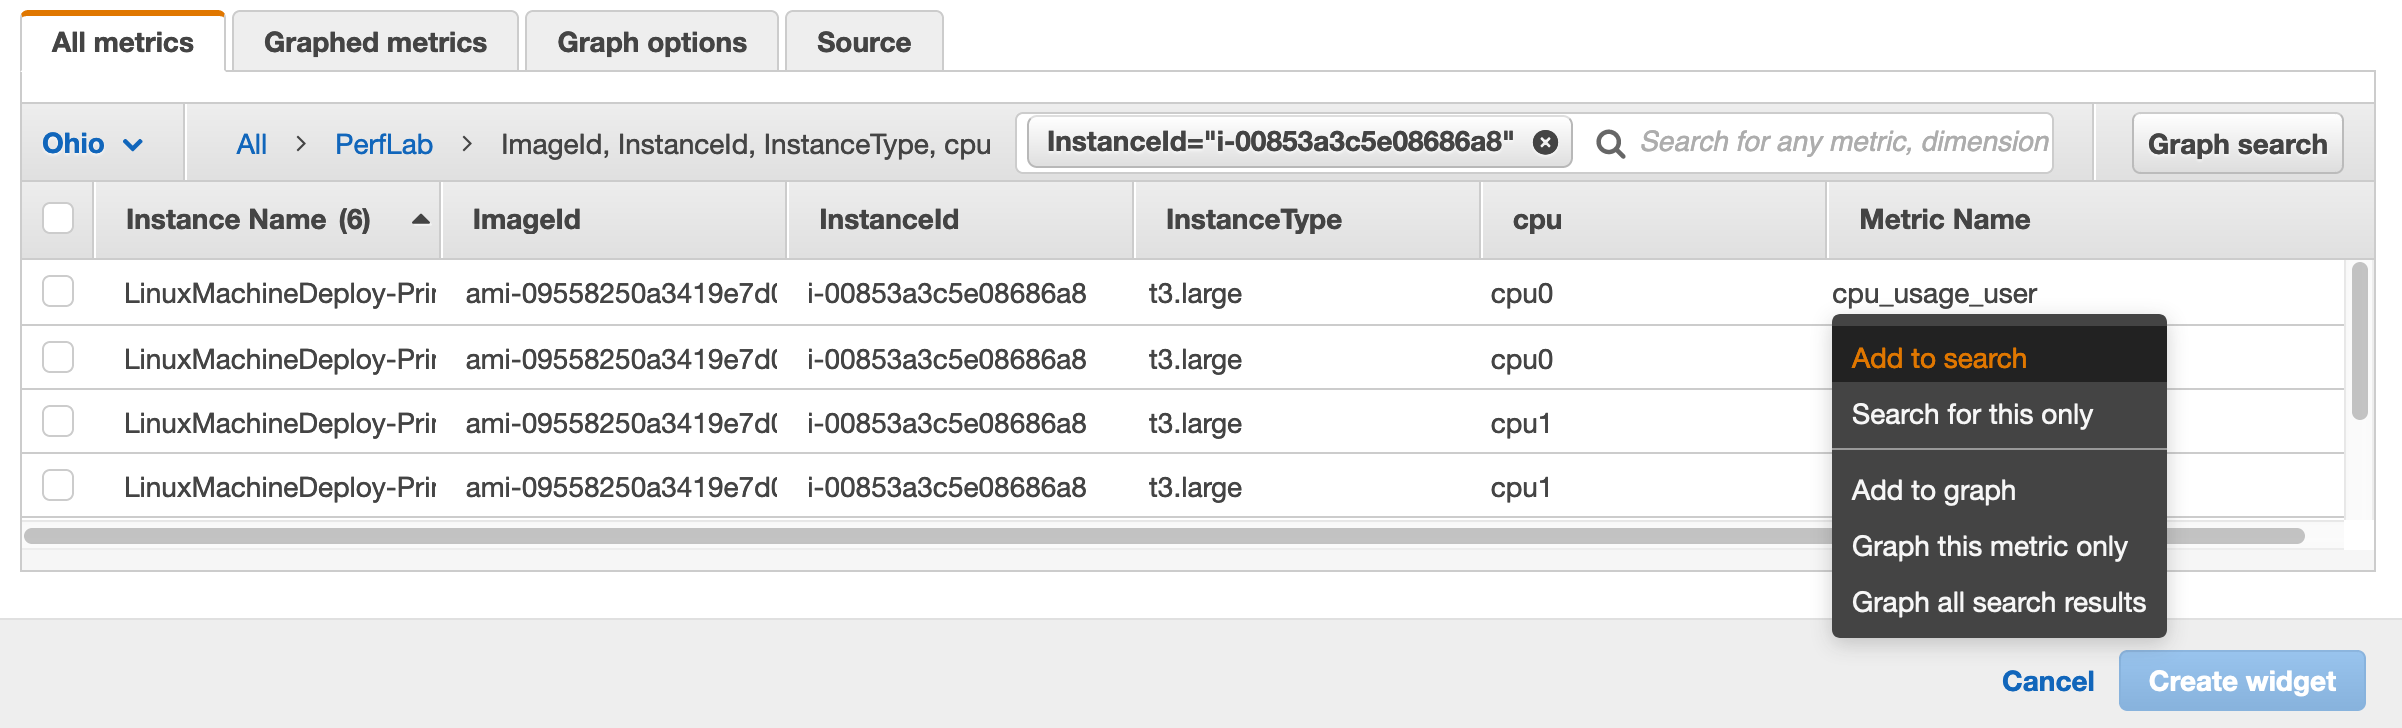 All metrics Graphed metrics Graph options Source
Ohio All > PerfLab > ImageId, InstanceId, InstanceType, cpu InstanceId="i-00853a3c5e08686a8" Search for any metric, dimension Graph search
Instance Name (6) ImageId InstanceId InstanceType cpu Metric Name
LinuxMachineDeploy-Prir ami-09558250a3419e7d0 i-00853a3c5e08686a8 t3.large cpu0 cpu_usage_user
LinuxMachineDeploy-Prir ami-09558250a3419e7d0 i-00853a3c5e08686a8 t3.large cpu0
LinuxMachineDeploy-Prir ami-09558250a3419e7d0 i-00853a3c5e08686a8 t3.large cpu1
LinuxMachineDeploy-Prir ami-09558250a3419e7d0 i-00853a3c5e08686a8 t3.large cpu1
Add to search
Search for this only
Add to graph
Graph this metric only
Graph all search results
Cancel Create widget